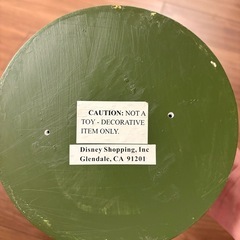 CAUTION: NOT A
TOY - DECORATIVE
ITEM ONLY.
Disney Shopping, Inc
Glendale, CA 91201